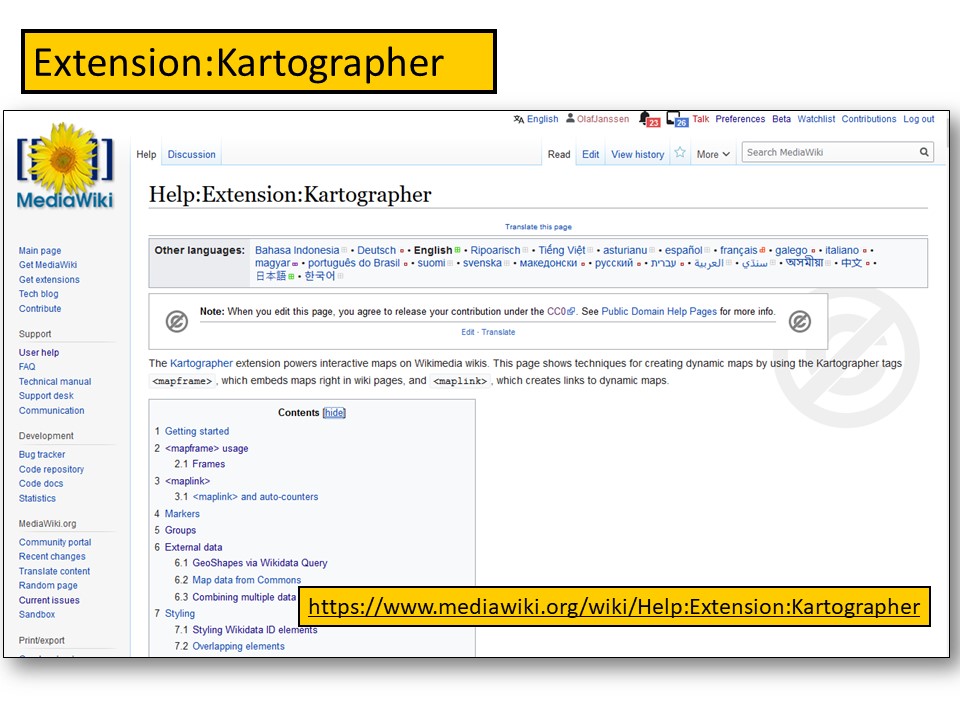 Extension:Kartographer
English OlafJanssen 23 26 Talk Preferences Beta Watchlist Contributions Log out
MediaWiki
Help Discussion Read Edit View history More Search MediaWiki
Help:Extension:Kartographer
Translate this page
Other languages: Bahasa Indonesia • Deutsch • English • Ripoarisch • Tiếng Việt • asturianu • español • français • galego • italiano •
magyar • português do Brasil • suomi • svenska • македонски • русский • עברית • العربية • سنڌي • অসমীয়া • 中文 •
日本語 • 한국어
Note: When you edit this page, you agree to release your contribution under the CC0. See Public Domain Help Pages for more info.
Edit · Translate
The Kartographer extension powers interactive maps on Wikimedia wikis. This page shows techniques for creating dynamic maps by using the Kartographer tags
<mapframe>, which embeds maps right in wiki pages, and <maplink>, which creates links to dynamic maps.
Contents [hide]
1 Getting started
2 <mapframe> usage
2.1 Frames
3 <maplink>
3.1 <maplink> and auto-counters
4 Markers
5 Groups
6 External data
6.1 GeoShapes via Wikidata Query
6.2 Map data from Commons
6.3 Combining multiple data
7 Styling
7.1 Styling Wikidata ID elements
7.2 Overlapping elements
Main page
Get MediaWiki
Get extensions
Tech blog
Contribute
Support
User help
FAQ
Technical manual
Support desk
Communication
Development
Bug tracker
Code repository
Code docs
Statistics
MediaWiki.org
Community portal
Recent changes
Translate content
Random page
Current issues
Sandbox
Print/export
https://www.mediawiki.org/wiki/Help:Extension:Kartographer